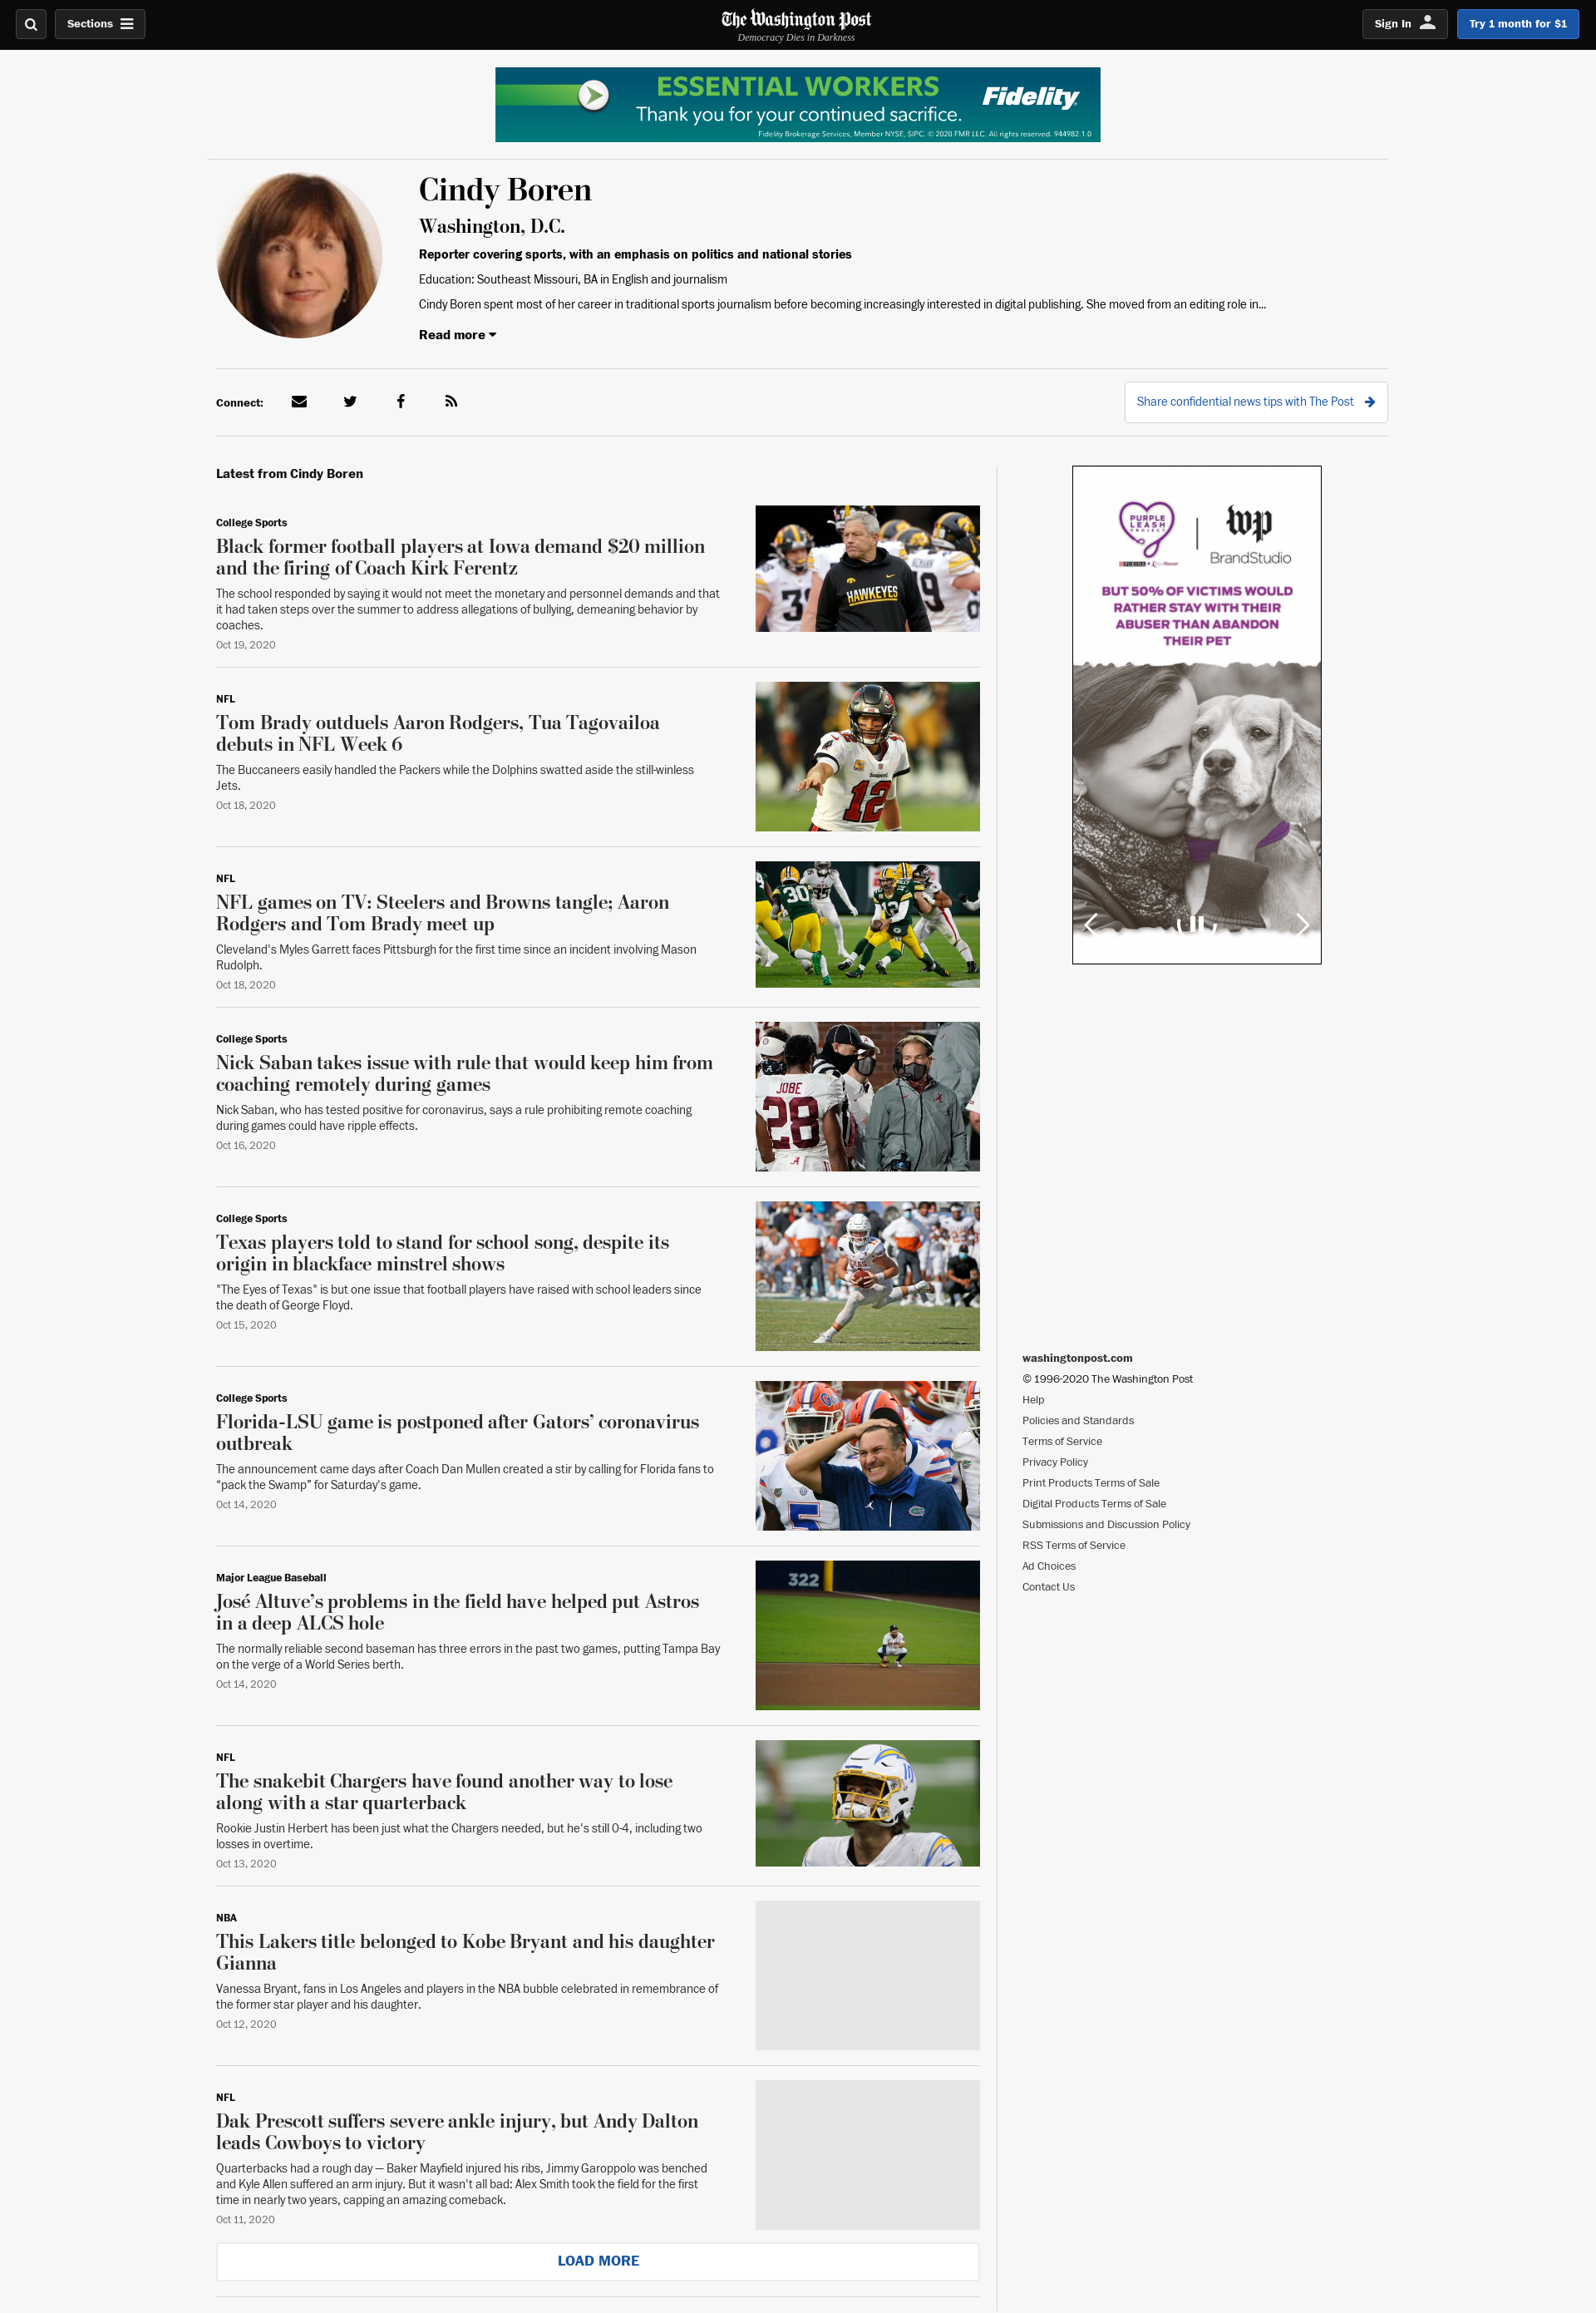 Sections
The Washington Post
Democracy Dies in Darkness
Sign In
Try 1 month for $1
ESSENTIAL WORKERS
Thank you for your continued sacrifice.
Fidelity
Fidelity Brokerage Services, Member NYSE, SIPC. © 2020 FMR LLC. All rights reserved. 944982.1.0
Cindy Boren
Washington, D.C.
Reporter covering sports, with an emphasis on politics and national stories
Education: Southeast Missouri, BA in English and journalism
Cindy Boren spent most of her career in traditional sports journalism before becoming increasingly interested in digital publishing. She moved from an editing role in...
Read more
Connect:
Share confidential news tips with The Post
Latest from Cindy Boren
College Sports
Black former football players at Iowa demand $20 million
and the firing of Coach Kirk Ferentz
The school responded by saying it would not meet the monetary and personnel demands and that
it had taken steps over the summer to address allegations of bullying, demeaning behavior by
coaches.
Oct 19, 2020
HAWKEYES
NFL
Tom Brady outduels Aaron Rodgers, Tua Tagovailoa
debuts in NFL Week 6
The Buccaneers easily handled the Packers while the Dolphins swatted aside the still-winless
Jets.
Oct 18, 2020
12
NFL
NFL games on TV: Steelers and Browns tangle; Aaron
Rodgers and Tom Brady meet up
Cleveland's Myles Garrett faces Pittsburgh for the first time since an incident involving Mason
Rudolph.
Oct 18, 2020
30
12
College Sports
Nick Saban takes issue with rule that would keep him from
coaching remotely during games
Nick Saban, who has tested positive for coronavirus, says a rule prohibiting remote coaching
during games could have ripple effects.
Oct 16, 2020
JOBE
28
College Sports
Texas players told to stand for school song, despite its
origin in blackface minstrel shows
"The Eyes of Texas" is but one issue that football players have raised with school leaders since
the death of George Floyd.
Oct 15, 2020
College Sports
Florida-LSU game is postponed after Gators’ coronavirus
outbreak
The announcement came days after Coach Dan Mullen created a stir by calling for Florida fans to
“pack the Swamp” for Saturday's game.
Oct 14, 2020
5
Major League Baseball
José Altuve’s problems in the field have helped put Astros
in a deep ALCS hole
The normally reliable second baseman has three errors in the past two games, putting Tampa Bay
on the verge of a World Series berth.
Oct 14, 2020
322
NFL
The snakebit Chargers have found another way to lose
along with a star quarterback
Rookie Justin Herbert has been just what the Chargers needed, but he's still 0-4, including two
losses in overtime.
Oct 13, 2020
NBA
This Lakers title belonged to Kobe Bryant and his daughter
Gianna
Vanessa Bryant, fans in Los Angeles and players in the NBA bubble celebrated in remembrance of
the former star player and his daughter.
Oct 12, 2020
NFL
Dak Prescott suffers severe ankle injury, but Andy Dalton
leads Cowboys to victory
Quarterbacks had a rough day — Baker Mayfield injured his ribs, Jimmy Garoppolo was benched
and Kyle Allen suffered an arm injury. But it wasn't all bad: Alex Smith took the field for the first
time in nearly two years, capping an amazing comeback.
Oct 11, 2020
LOAD MORE
PURPLE
LEASH
PROJECT
PURINA
wp
BrandStudio
BUT 50% OF VICTIMS WOULD
RATHER STAY WITH THEIR
ABUSER THAN ABANDON
THEIR PET
washingtonpost.com
© 1996-2020 The Washington Post
Help
Policies and Standards
Terms of Service
Privacy Policy
Print Products Terms of Sale
Digital Products Terms of Sale
Submissions and Discussion Policy
RSS Terms of Service
Ad Choices
Contact Us